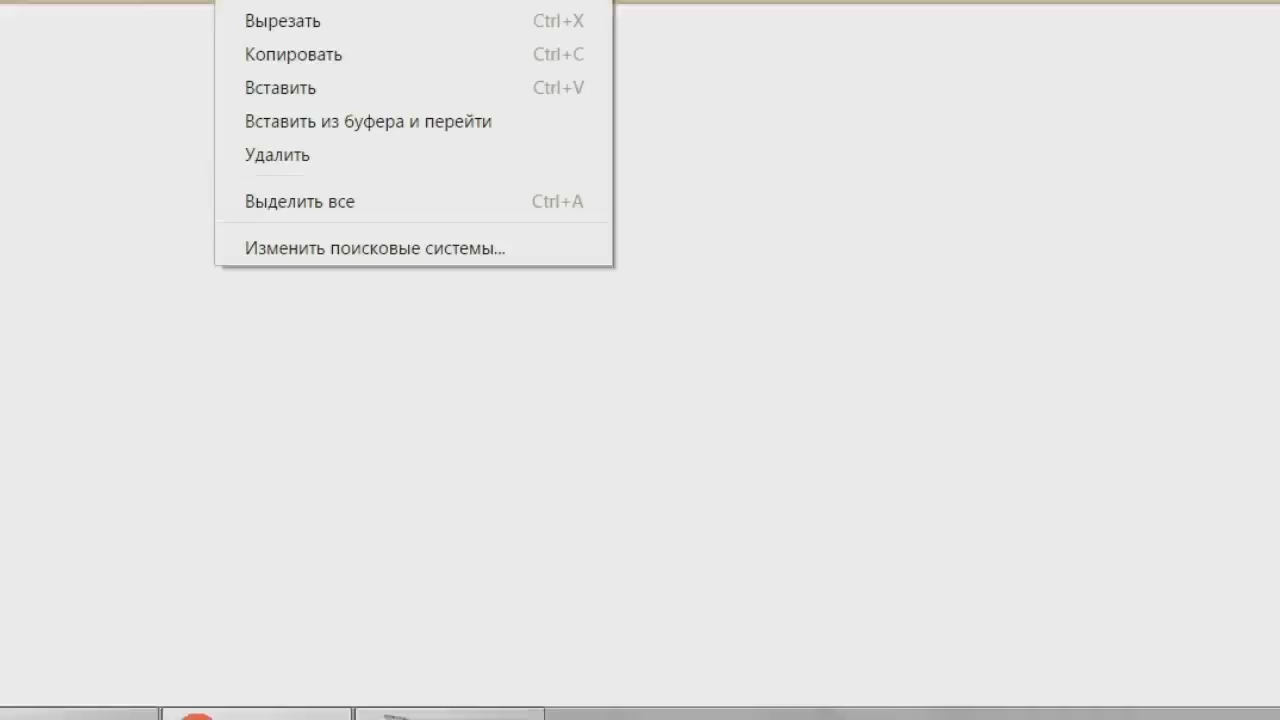 Вырезать Ctrl+X
Копировать Ctrl+C
Вставить Ctrl+V
Вставить из буфера и перейти
Удалить
Выделить все Ctrl+A
Изменить поисковые системы...